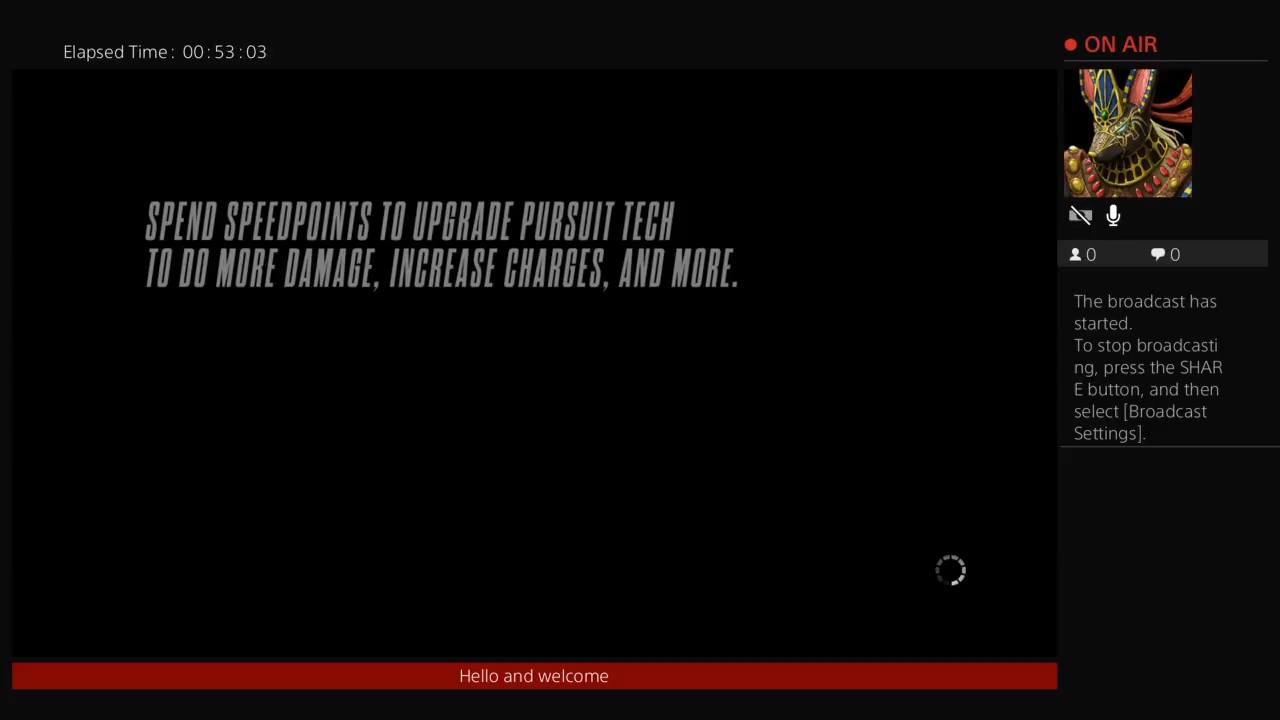 Elapsed Time: 00:53:03
ON AIR
SPEND SPEEDPOINTS TO UPGRADE PURSUIT TECH
TO DO MORE DAMAGE, INCREASE CHARGES, AND MORE.
0 0
The broadcast has
started.
To stop broadcasti
ng, press the SHAR
E button, and then
select [Broadcast
Settings].
Hello and welcome